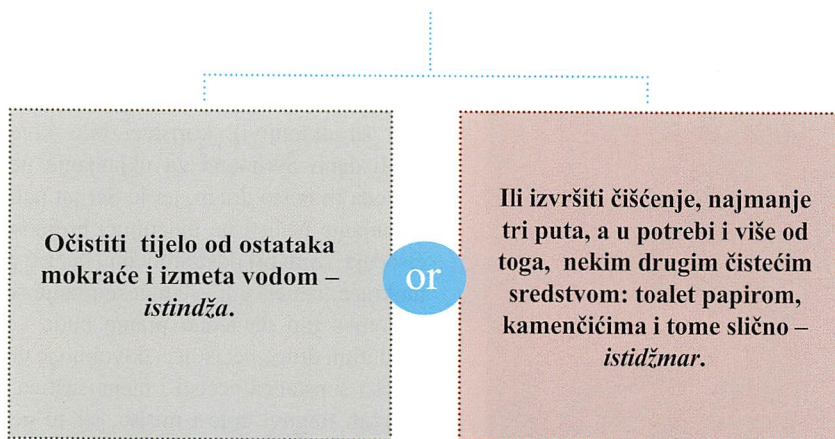 Očistiti tijelo od ostataka
mokraće i izmeta vodom –
istindža.
or
Ili izvršiti čišćenje, najmanje
tri puta, a u potrebi i više od
toga, nekim drugim čistećim
sredstvom: toalet papirom,
kamenčićima i tome slično –
istidžmar.